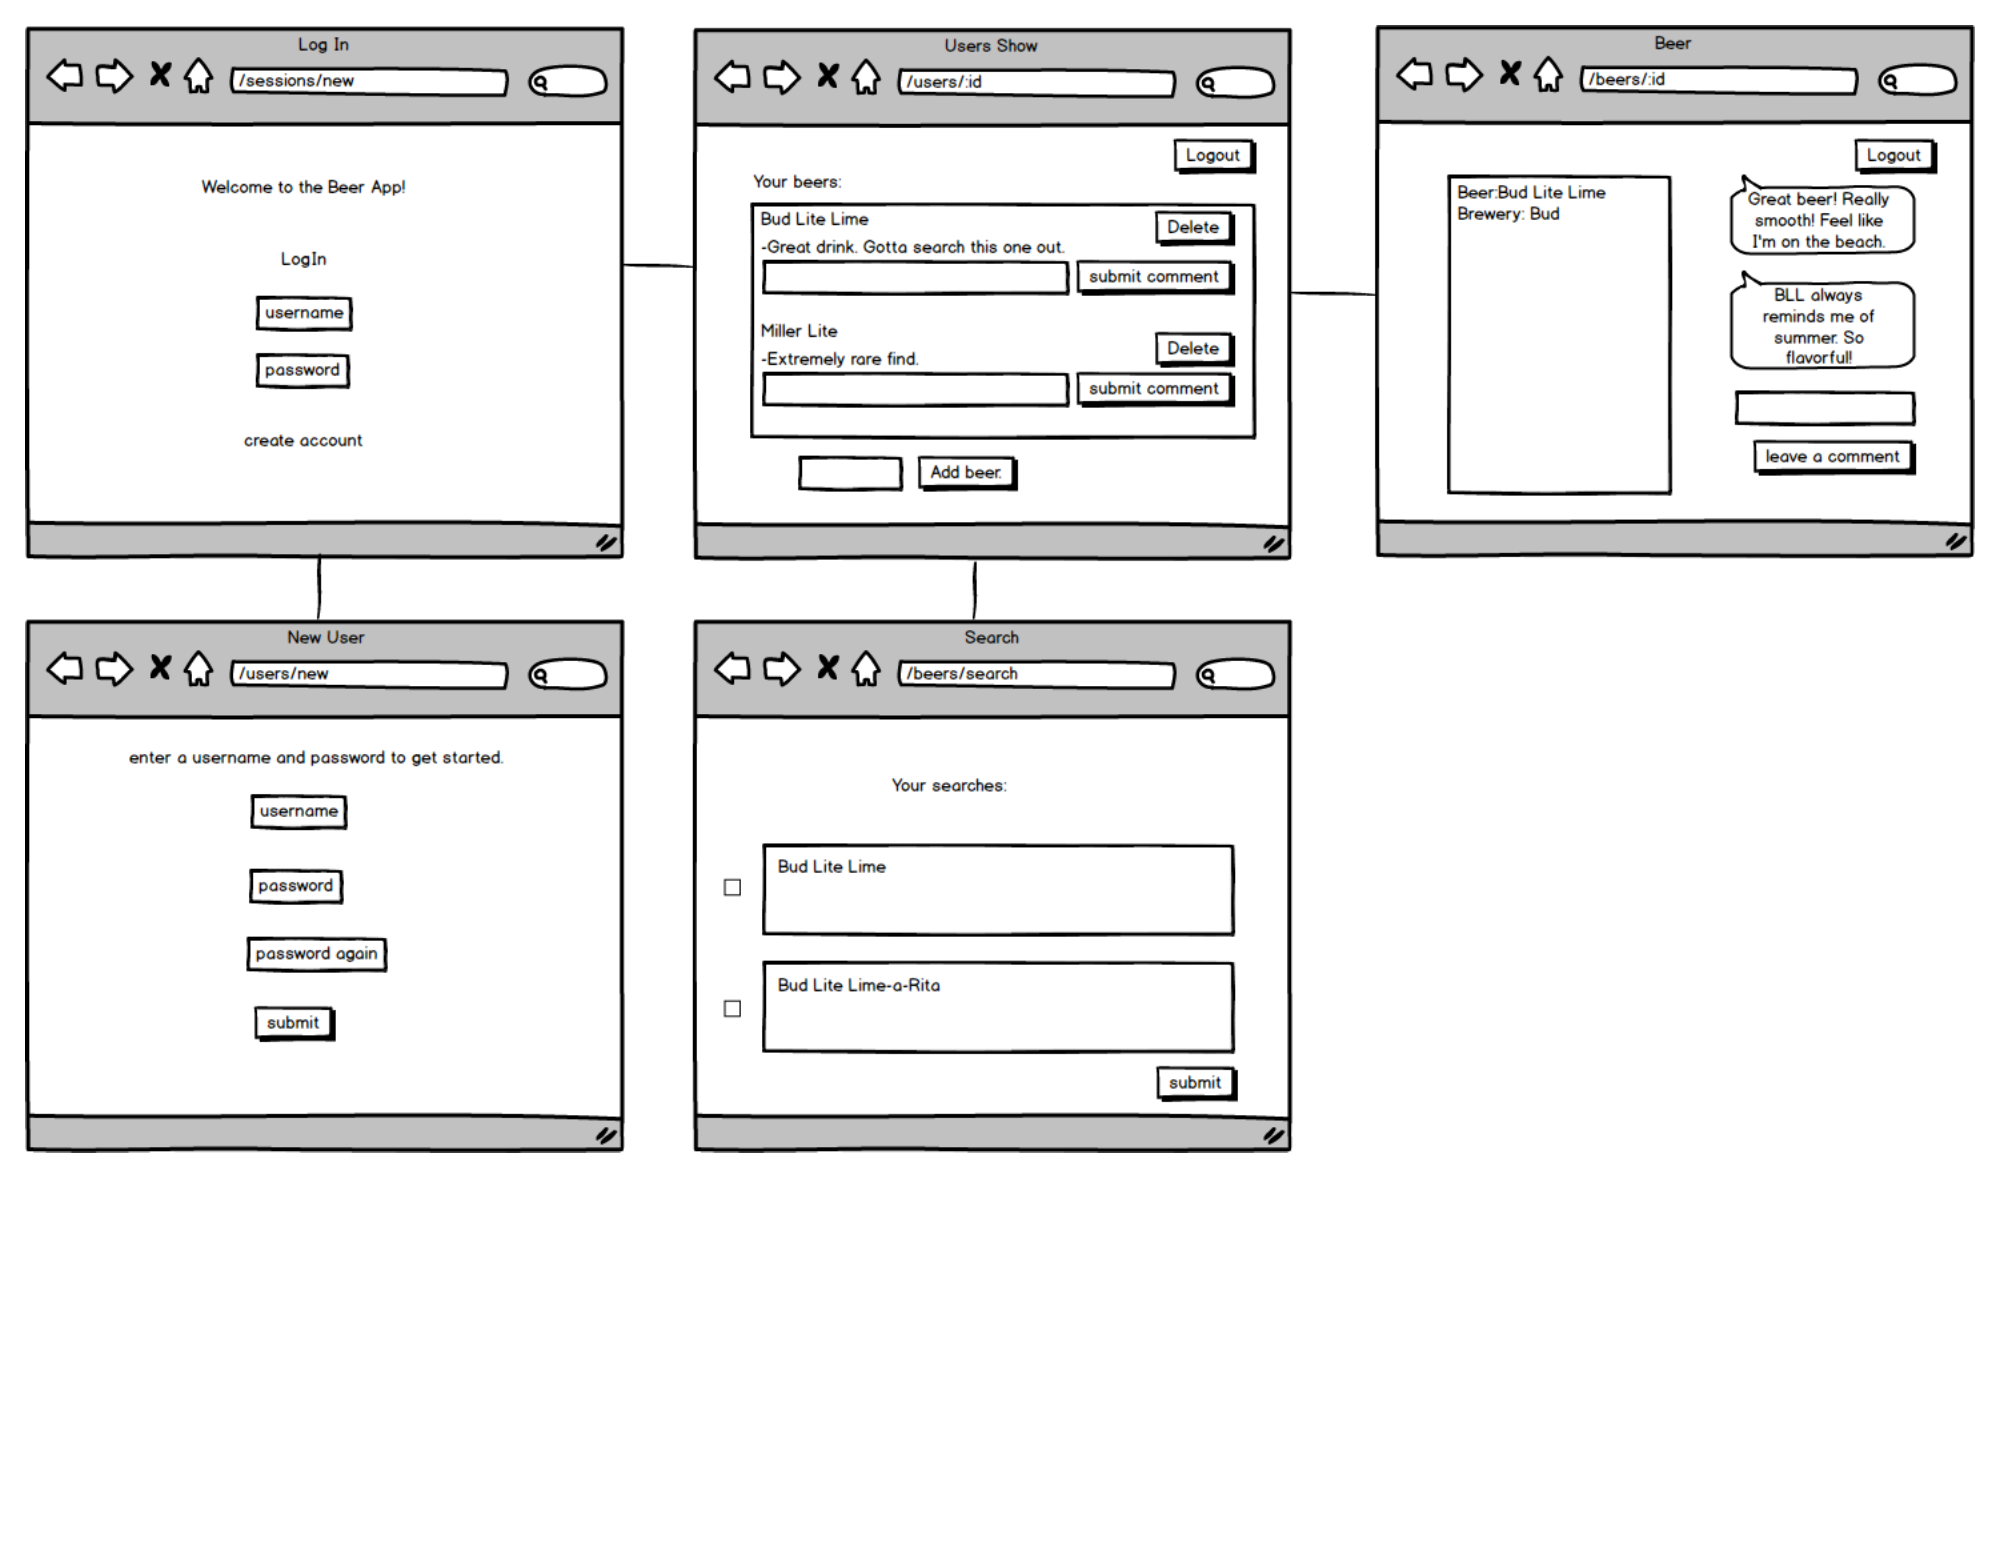 Log In
/sessions/new
Welcome to the Beer App!
LogIn
username
password
create account
Users Show
/users/:id
Logout
Your beers:
Bud Lite Lime
Delete
-Great drink. Gotta search this one out.
submit comment
Miller Lite
Delete
-Extremely rare find.
submit comment
Add beer.
Beer
/beers/:id
Logout
Beer:Bud Lite Lime
Brewery: Bud
Great beer! Really
smooth! Feel like
I'm on the beach.
BLL always
reminds me of
summer. So
flavorful!
leave a comment
New User
/users/new
enter a username and password to get started.
username
password
password again
submit
Search
/beers/search
Your searches:
Bud Lite Lime
Bud Lite Lime-a-Rita
submit